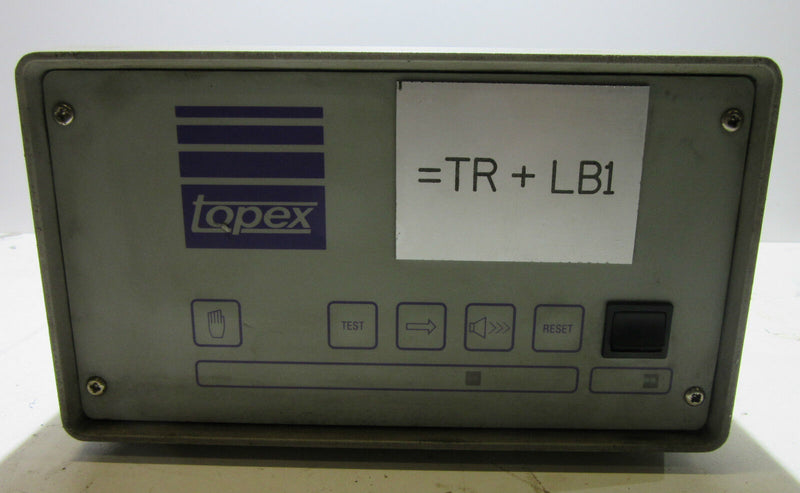 topex
=TR + LB1
TEST
RESET